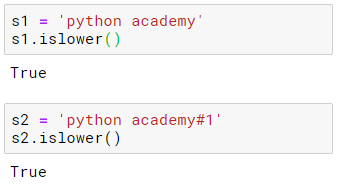 s1 = 'python academy'
s1.islower()
True
s2 = 'python academy#1'
s2.islower()
True